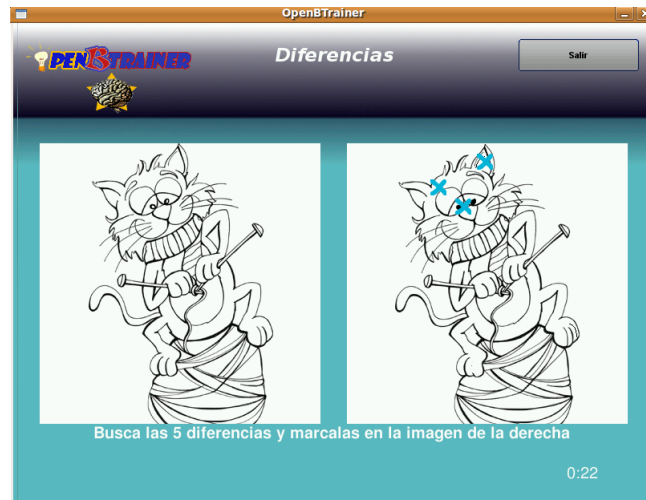 OpenBTrainer
OPENBTRAINER
Diferencias
Salir
Busca las 5 diferencias y marcalas en la imagen de la derecha
0:22